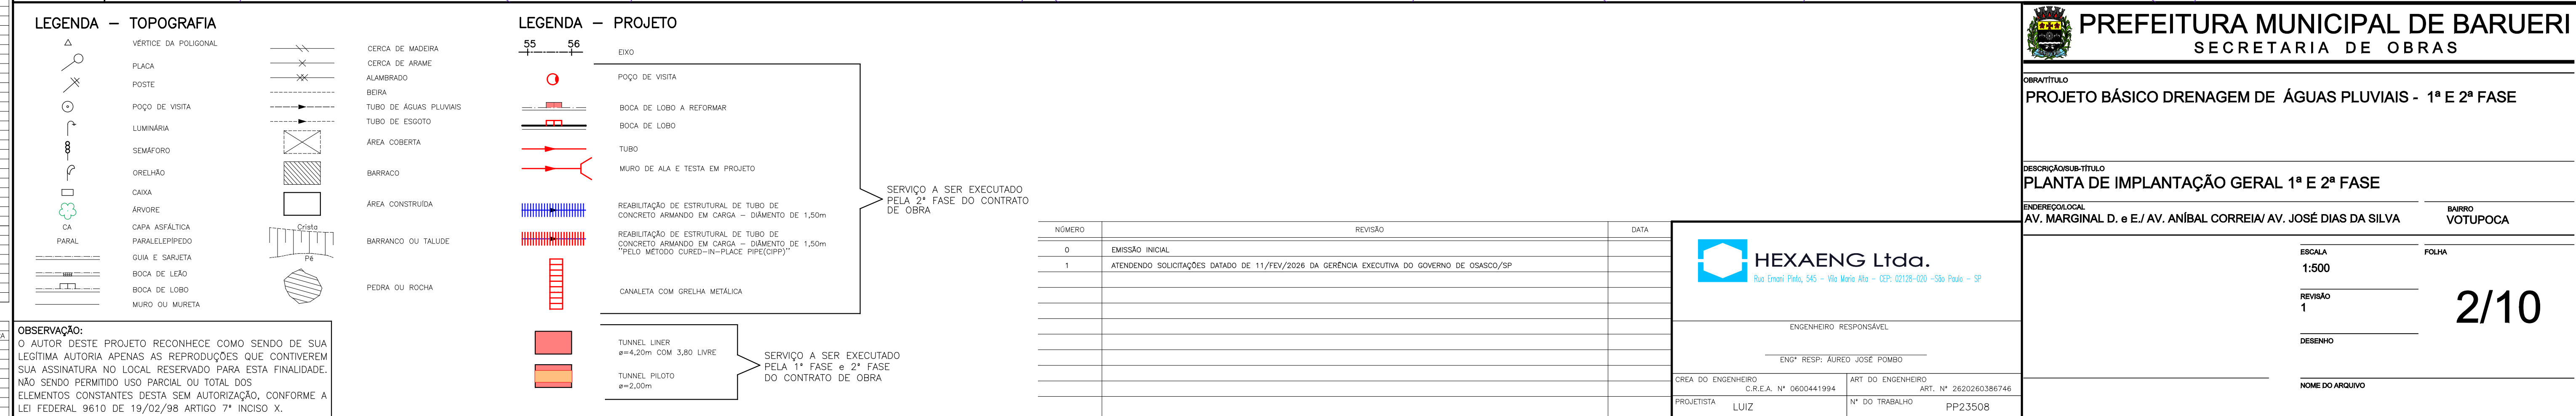 LEGENDA – TOPOGRAFIA
VÉRTICE DA POLIGONAL
PLACA
POSTE
POÇO DE VISITA
LUMINÁRIA
SEMÁFORO
ORELHÃO
CAIXA
ÁRVORE
CA CAPA ASFÁLTICA
PARAL PARALELEPÍPEDO
GUIA E SARJETA
BOCA DE LEÃO
BOCA DE LOBO
MURO OU MURETA
CERCA DE MADEIRA
CERCA DE ARAME
ALAMBRADO
BEIRA
TUBO DE ÁGUAS PLUVIAIS
TUBO DE ESGOTO
ÁREA COBERTA
BARRACO
ÁREA CONSTRUÍDA
Crista
BARRANCO OU TALUDE
Pé
PEDRA OU ROCHA
OBSERVAÇÃO:
O AUTOR DESTE PROJETO RECONHECE COMO SENDO DE SUA
LEGÍTIMA AUTORIA APENAS AS REPRODUÇÕES QUE CONTIVEREM
SUA ASSINATURA NO LOCAL RESERVADO PARA ESTA FINALIDADE.
NÃO SENDO PERMITIDO USO PARCIAL OU TOTAL DOS
ELEMENTOS CONSTANTES DESTA SEM AUTORIZAÇÃO, CONFORME A
LEI FEDERAL 9610 DE 19/02/98 ARTIGO 7° INCISO X.
LEGENDA – PROJETO
55 56
EIXO
POÇO DE VISITA
BOCA DE LOBO A REFORMAR
BOCA DE LOBO
TUBO
MURO DE ALA E TESTA EM PROJETO
REABILITAÇÃO DE ESTRUTURAL DE TUBO DE
CONCRETO ARMANDO EM CARGA – DIÂMENTO DE 1,50m
REABILITAÇÃO DE ESTRUTURAL DE TUBO DE
CONCRETO ARMANDO EM CARGA – DIÂMENTO DE 1,50m
"PELO MÉTODO CURED–IN–PLACE PIPE(CIPP)"
CANALETA COM GRELHA METÁLICA
SERVIÇO A SER EXECUTADO
PELA 2ª FASE DO CONTRATO
DE OBRA
TUNNEL LINER
ø=4,20m COM 3,80 LIVRE
TUNNEL PILOTO
ø=2,00m
SERVIÇO A SER EXECUTADO
PELA 1ª FASE e 2ª FASE
DO CONTRATO DE OBRA
NÚMERO REVISÃO DATA
0 EMISSÃO INICIAL
1 ATENDENDO SOLICITAÇÕES DATADO DE 11/FEV/2026 DA GERÊNCIA EXECUTIVA DO GOVERNO DE OSASCO/SP
HEXAENG Ltda.
Rua Ernani Pinto, 545 – Vila Maria Alta – CEP: 02128–020 –São Paulo – SP
ENGENHEIRO RESPONSÁVEL
ENG° RESP: ÁUREO JOSÉ POMBO
CREA DO ENGENHEIRO
C.R.E.A. N° 0600441994
ART DO ENGENHEIRO
ART. N° 2620260386746
PROJETISTA
LUIZ
N° DO TRABALHO
PP23508
PREFEITURA MUNICIPAL DE BARUERI
SECRETARIA DE OBRAS
OBRA/TÍTULO
PROJETO BÁSICO DRENAGEM DE ÁGUAS PLUVIAIS - 1ª E 2ª FASE
DESCRIÇÃO/SUB-TÍTULO
PLANTA DE IMPLANTAÇÃO GERAL 1ª E 2ª FASE
ENDEREÇO/LOCAL
AV. MARGINAL D. e E./ AV. ANÍBAL CORREIA/ AV. JOSÉ DIAS DA SILVA
BAIRRO
VOTUPOCA
ESCALA
1:500
REVISÃO
1
DESENHO
NOME DO ARQUIVO
FOLHA
2/10